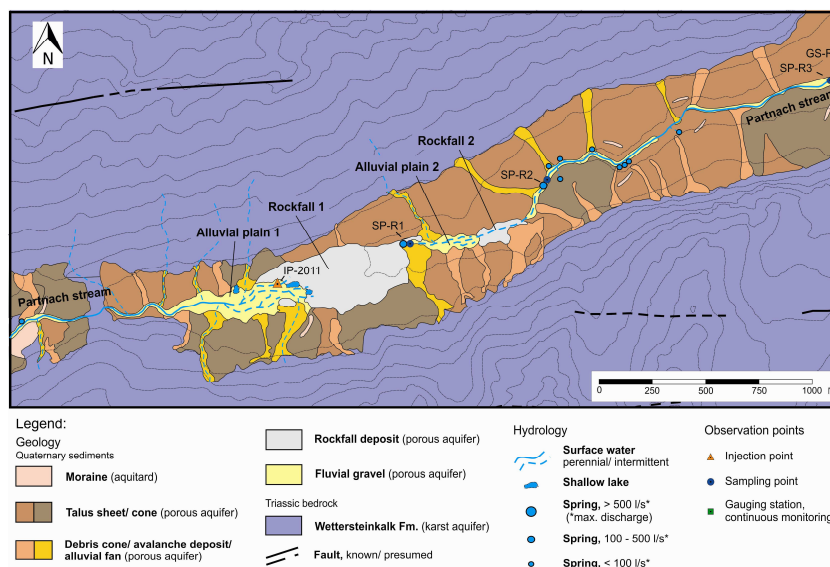 N
GS-R
SP-R3
Partnach stream
Rockfall 2
Alluvial plain 2
SP-R2
Rockfall 1
SP-R1
Alluvial plain 1
IP-2011
Partnach stream
0 250 500 750 1000
Legend:
Geology
Quaternary sediments
Moraine (aquitard)
Talus sheet/ cone (porous aquifer)
Debris cone/ avalanche deposit/
alluvial fan (porous aquifer)
Rockfall deposit (porous aquifer)
Fluvial gravel (porous aquifer)
Triassic bedrock
Wettersteinkalk Fm. (karst aquifer)
Fault, known/ presumed
Hydrology
Surface water
perennial/ intermittent
Shallow lake
Spring, > 500 l/s*
(*max. discharge)
Spring, 100 - 500 l/s*
Spring, < 100 l/s*
Observation points
Injection point
Sampling point
Gauging station,
continuous monitoring